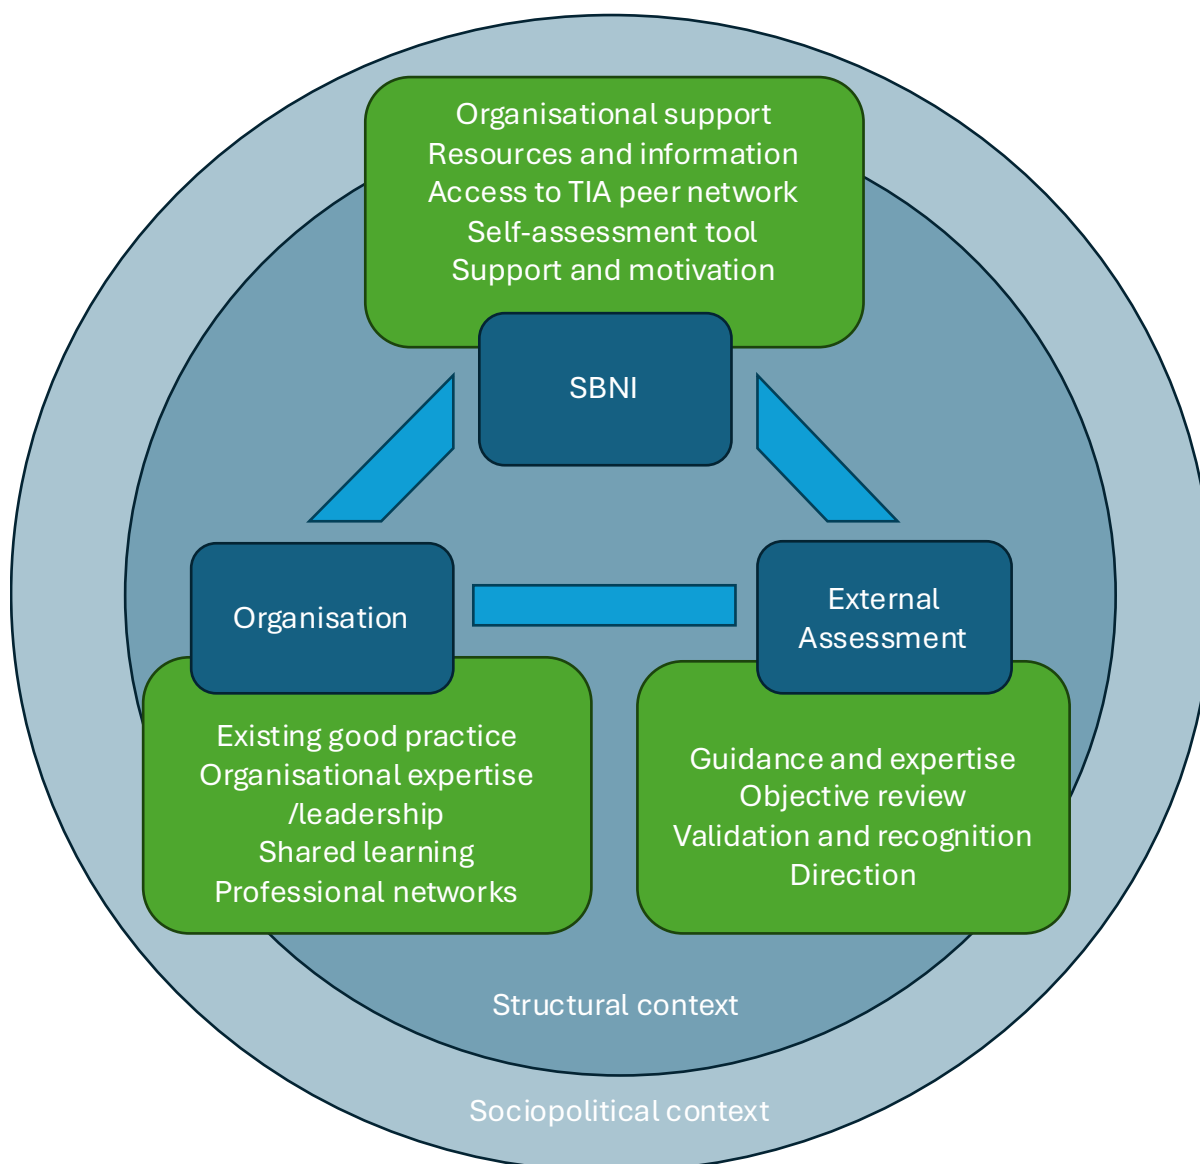 Organisational support
Resources and information
Access to TIA peer network
Self-assessment tool
Support and motivation
SBNI
Organisation
External
Assessment
Existing good practice
Organisational expertise
/leadership
Shared learning
Professional networks
Guidance and expertise
Objective review
Validation and recognition
Direction
Structural context
Sociopolitical context